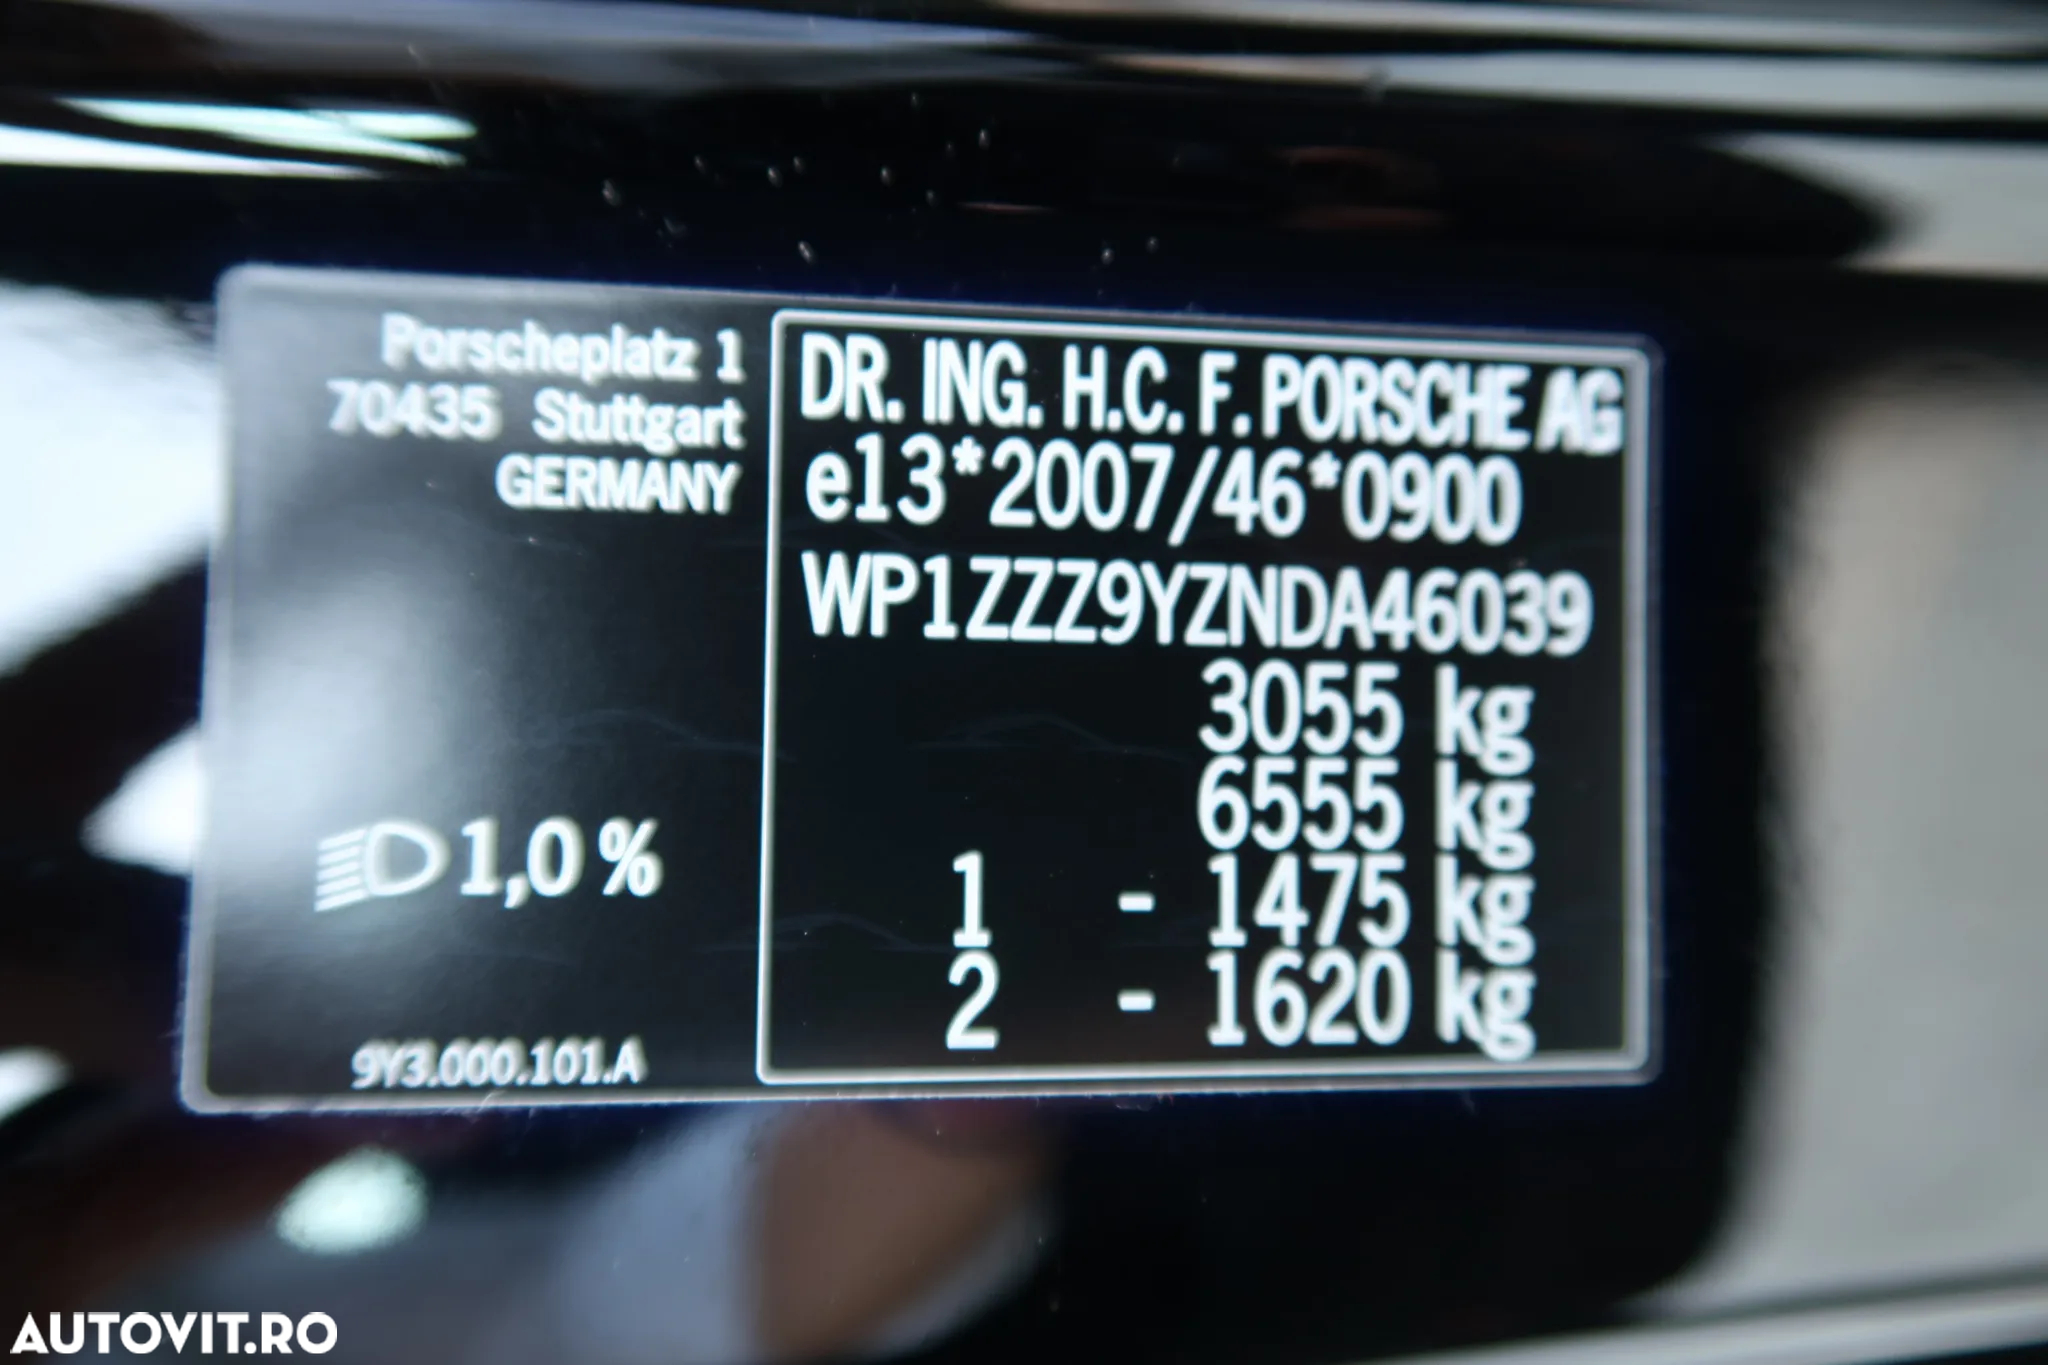 Porscheplatz 1
70435 Stuttgart
GERMANY
1,0 %
9Y3.000.101.A
DR. ING. H.C. F. PORSCHE AG
e13*2007/46*0900
WP1ZZZ9YZNDA46039
3055 kg
6555 kg
1 - 1475 kg
2 - 1620 kg
AUTOVIT.RO